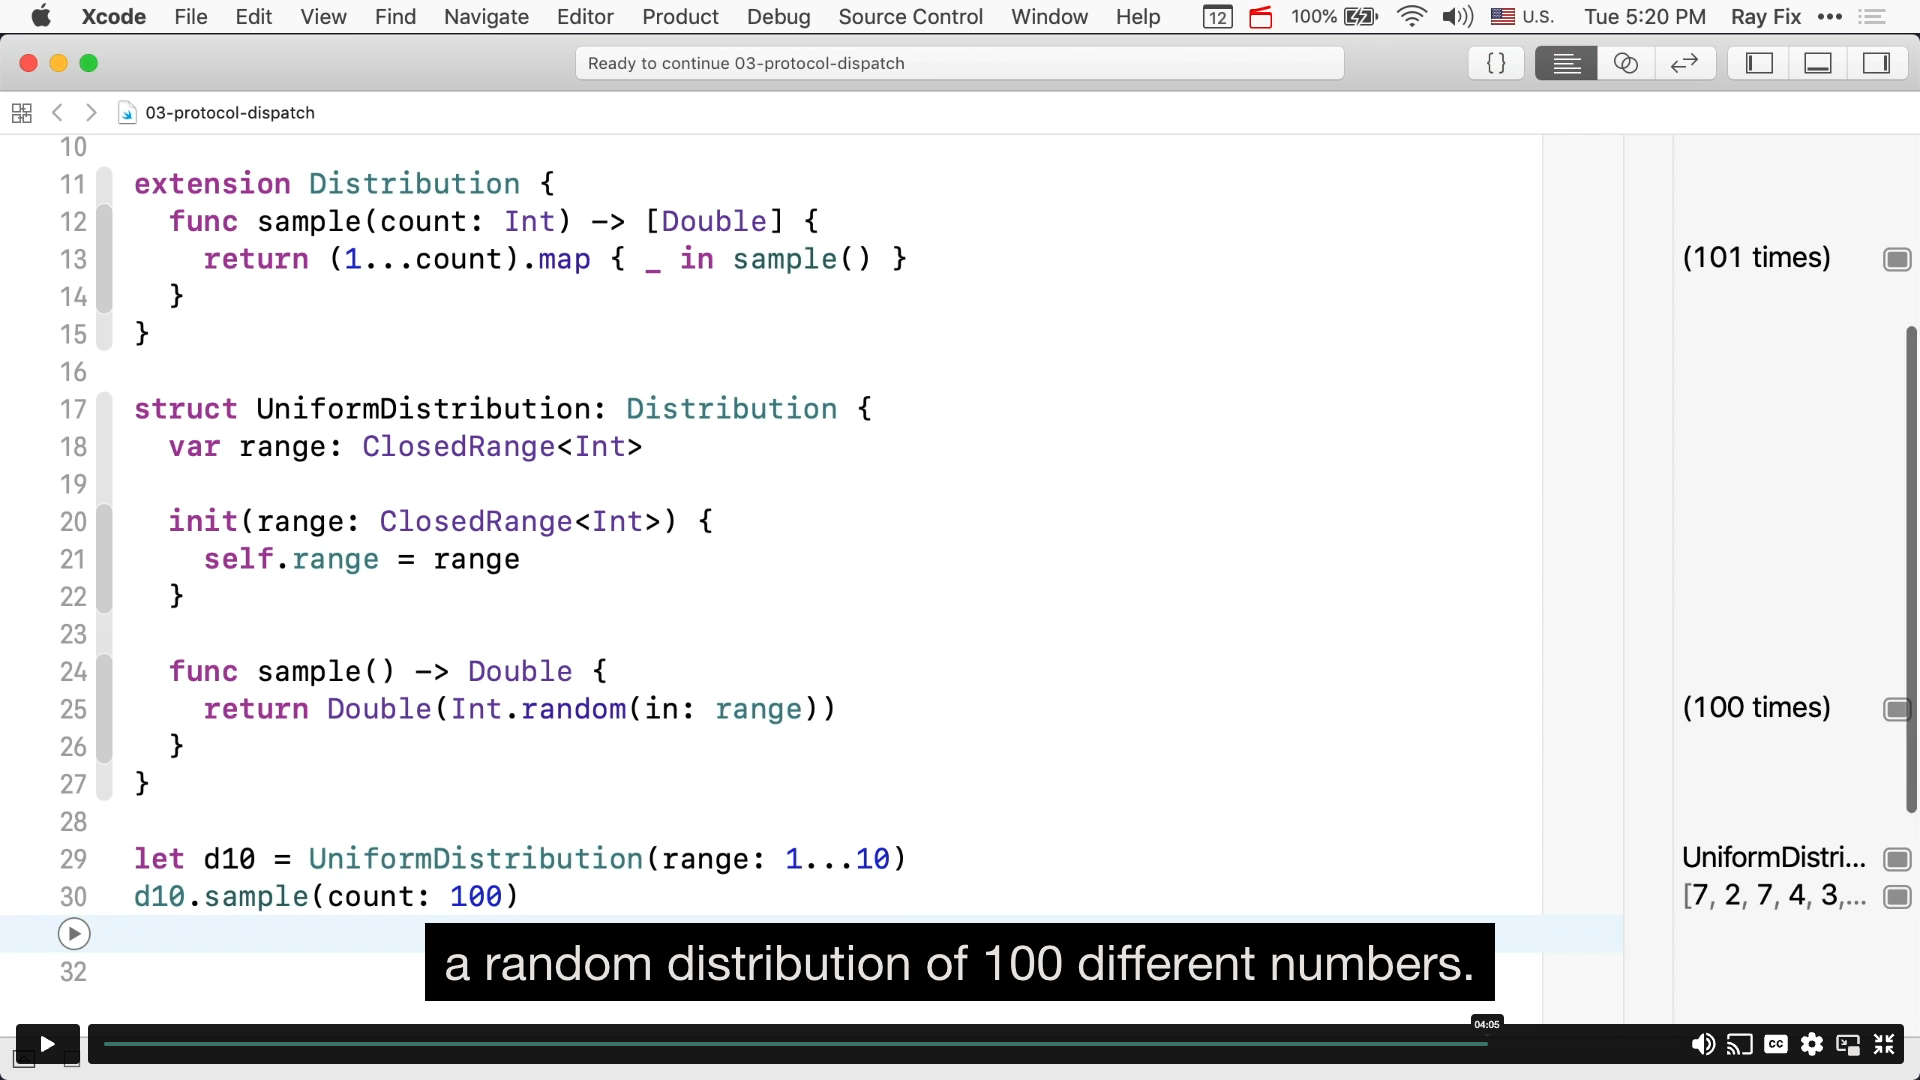 Xcode File Edit View Find Navigate Editor Product Debug Source Control Window Help 12 100% U.S. Tue 5:20 PM Ray Fix
Ready to continue 03-protocol-dispatch
{ }
03-protocol-dispatch
10
11 extension Distribution {
12 func sample(count: Int) -> [Double] {
13 return (1...count).map { _ in sample() } (101 times)
14 }
15 }
16
17 struct UniformDistribution: Distribution {
18 var range: ClosedRange<Int>
19
20 init(range: ClosedRange<Int>) {
21 self.range = range
22 }
23
24 func sample() -> Double {
25 return Double(Int.random(in: range)) (100 times)
26 }
27 }
28
29 let d10 = UniformDistribution(range: 1...10) UniformDistri...
30 d10.sample(count: 100) [7, 2, 7, 4, 3,...
a random distribution of 100 different numbers.
32
04:05
CC